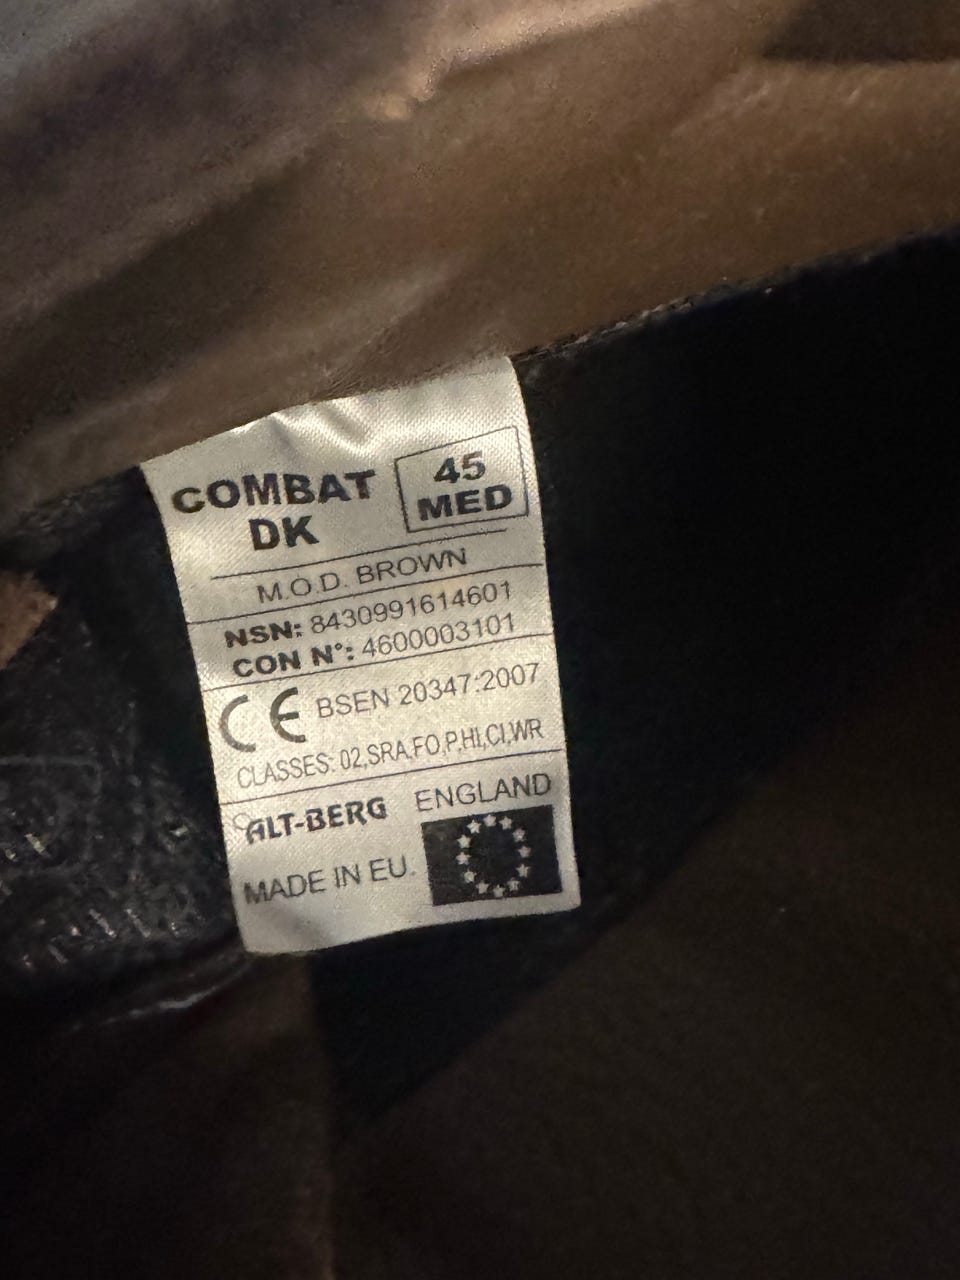 COMBAT DK
45 MED
M.O.D. BROWN
NSN: 8430991614601
CON N°: 4600003101
CE BSEN 20347:2007
CLASSES: 02,SRA,FO,P,HI,CI,WR
ALT-BERG ENGLAND
MADE IN EU.